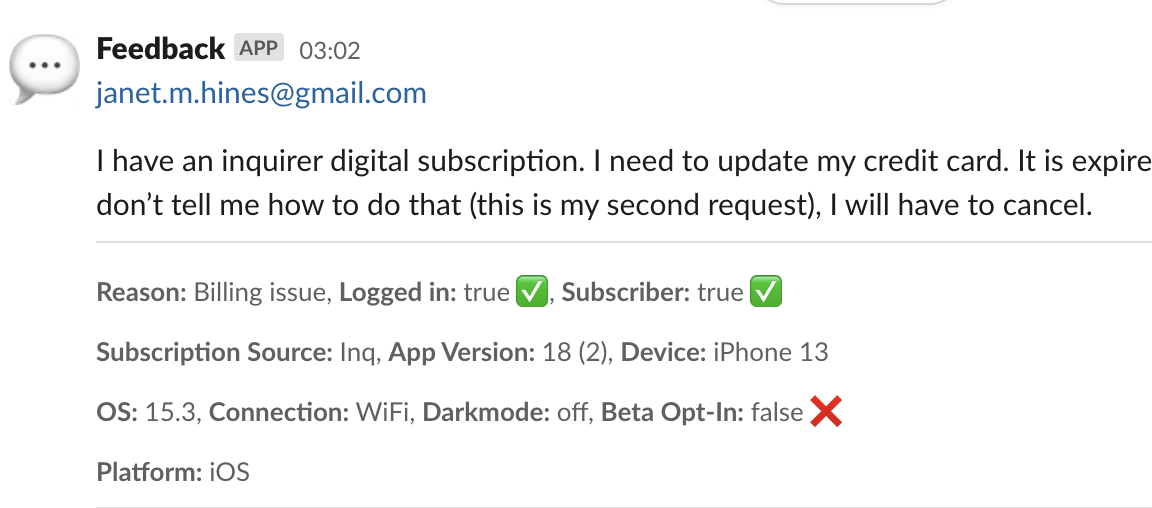 Feedback APP 03:02
janet.m.hines@gmail.com
I have an inquirer digital subscription. I need to update my credit card. It is expire
don’t tell me how to do that (this is my second request), I will have to cancel.
Reason: Billing issue, Logged in: true ✅, Subscriber: true ✅
Subscription Source: Inq, App Version: 18 (2), Device: iPhone 13
OS: 15.3, Connection: WiFi, Darkmode: off, Beta Opt-In: false ❌
Platform: iOS